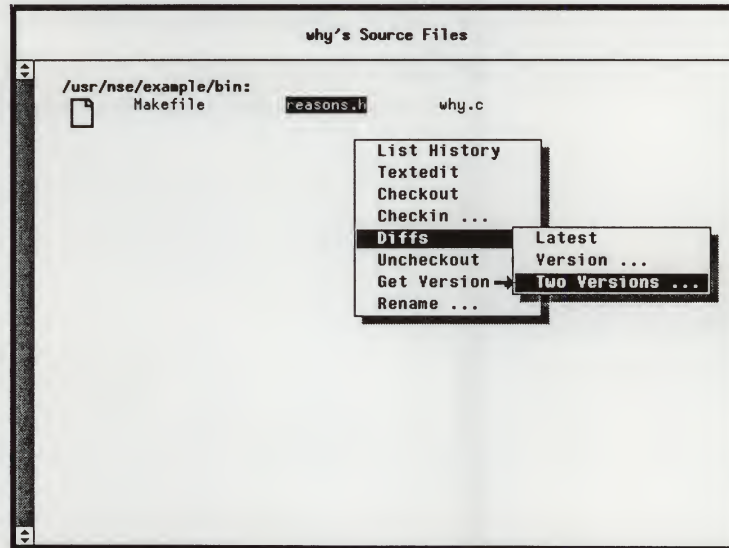 why's Source Files
/usr/nse/example/bin:
Makefile reasons.h why.c
List History
Textedit
Checkout
Checkin ...
Diffs
Uncheckout
Get Version
Rename ...
Latest
Version ...
Two Versions ...